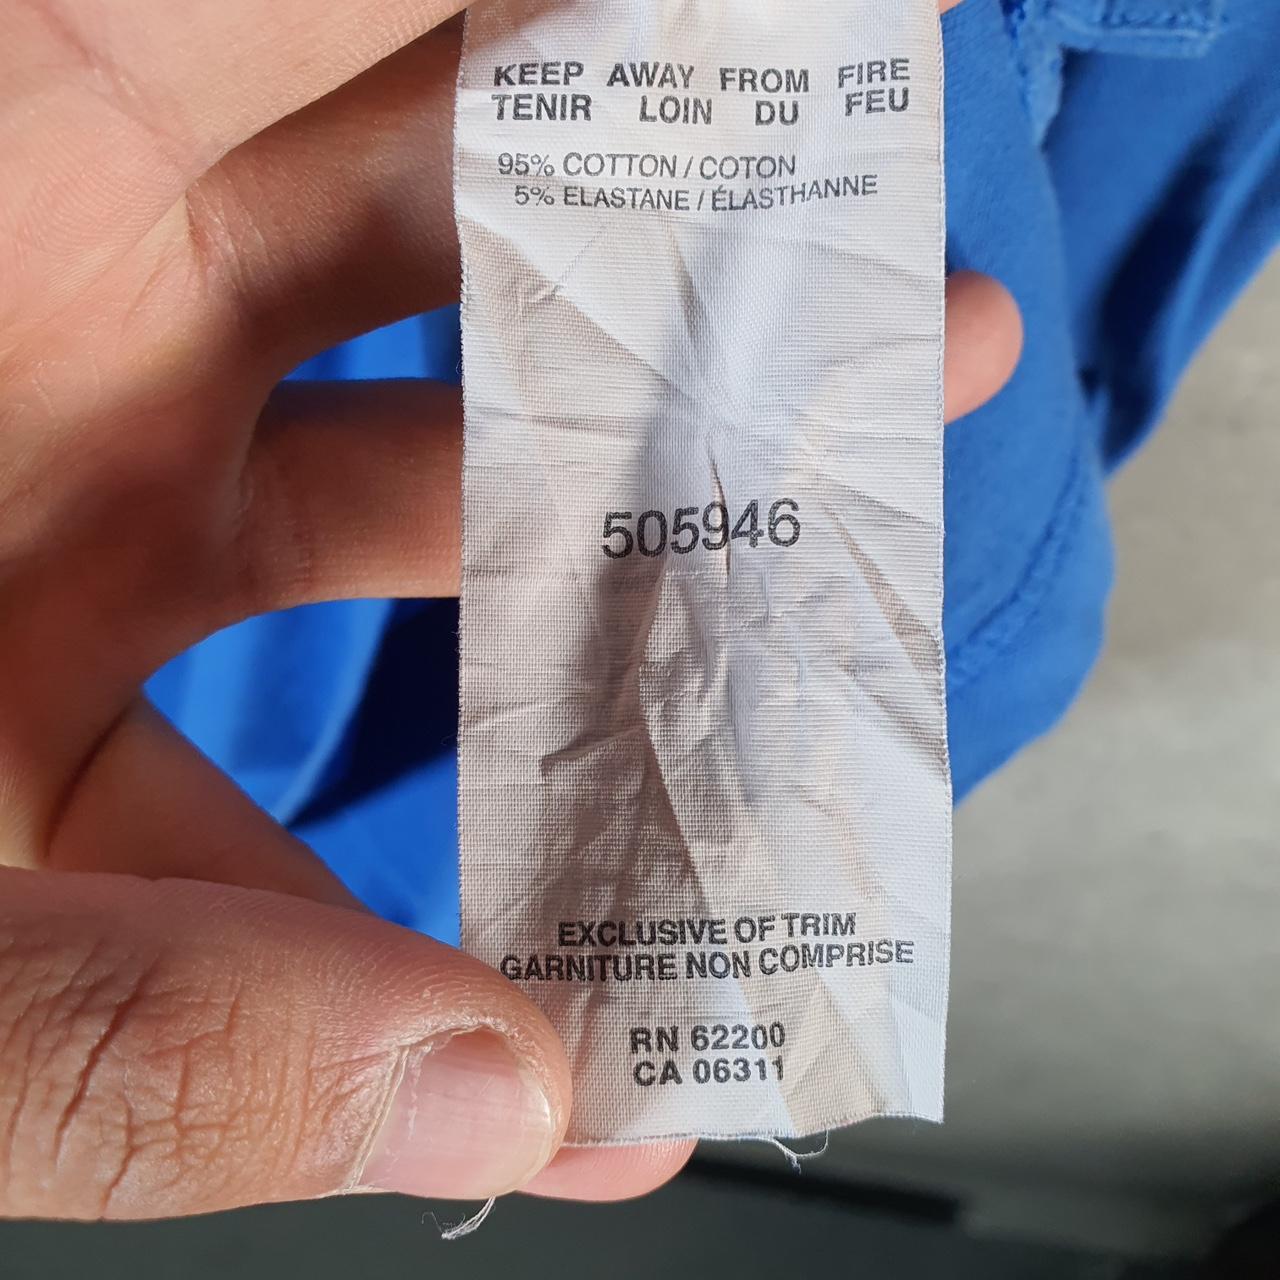 KEEP AWAY FROM FIRE
TENIR LOIN DU FEU
95% COTTON / COTON
5% ELASTANE / ÉLASTHANNE
505946
EXCLUSIVE OF TRIM
GARNITURE NON COMPRISE
RN 62200
CA 06311